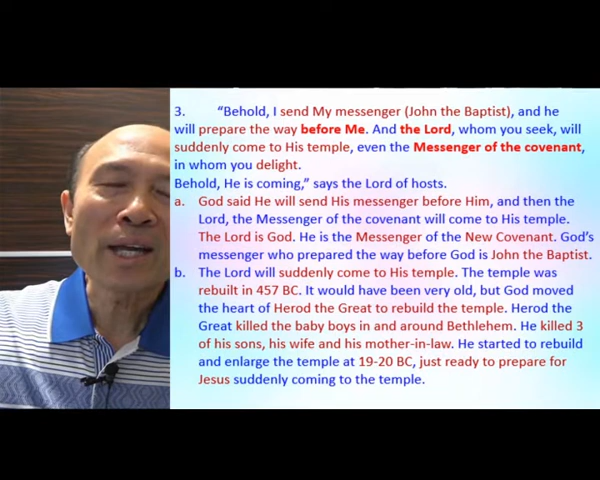 3. “Behold, I send My messenger (John the Baptist), and he
will prepare the way before Me. And the Lord, whom you seek, will
suddenly come to His temple, even the Messenger of the covenant,
in whom you delight.
Behold, He is coming,” says the Lord of hosts.
a. God said He will send His messenger before Him, and then the
Lord, the Messenger of the covenant will come to His temple.
The Lord is God. He is the Messenger of the New Covenant. God’s
messenger who prepared the way before God is John the Baptist.
b. The Lord will suddenly come to His temple. The temple was
rebuilt in 457 BC. It would have been very old, but God moved
the heart of Herod the Great to rebuild the temple. Herod the
Great killed the baby boys in and around Bethlehem. He killed 3
of his sons, his wife and his mother-in-law. He started to rebuild
and enlarge the temple at 19-20 BC, just ready to prepare for
Jesus suddenly coming to the temple.